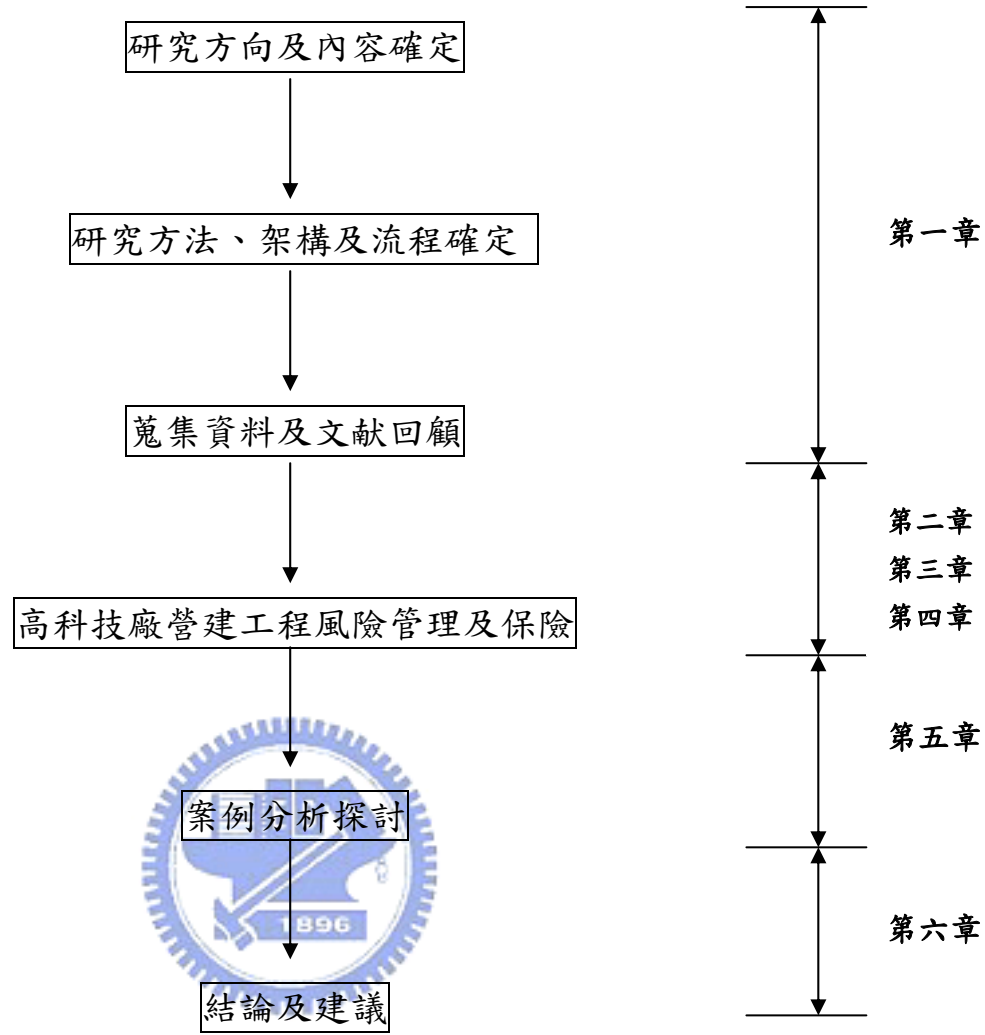 研究方向及內容確定
研究方法、架構及流程確定
第一章
蒐集資料及文献回顧
第二章
第三章
高科技廠營建工程風險管理及保險
第四章
第五章
案例分析探討
1896
第六章
結論及建議